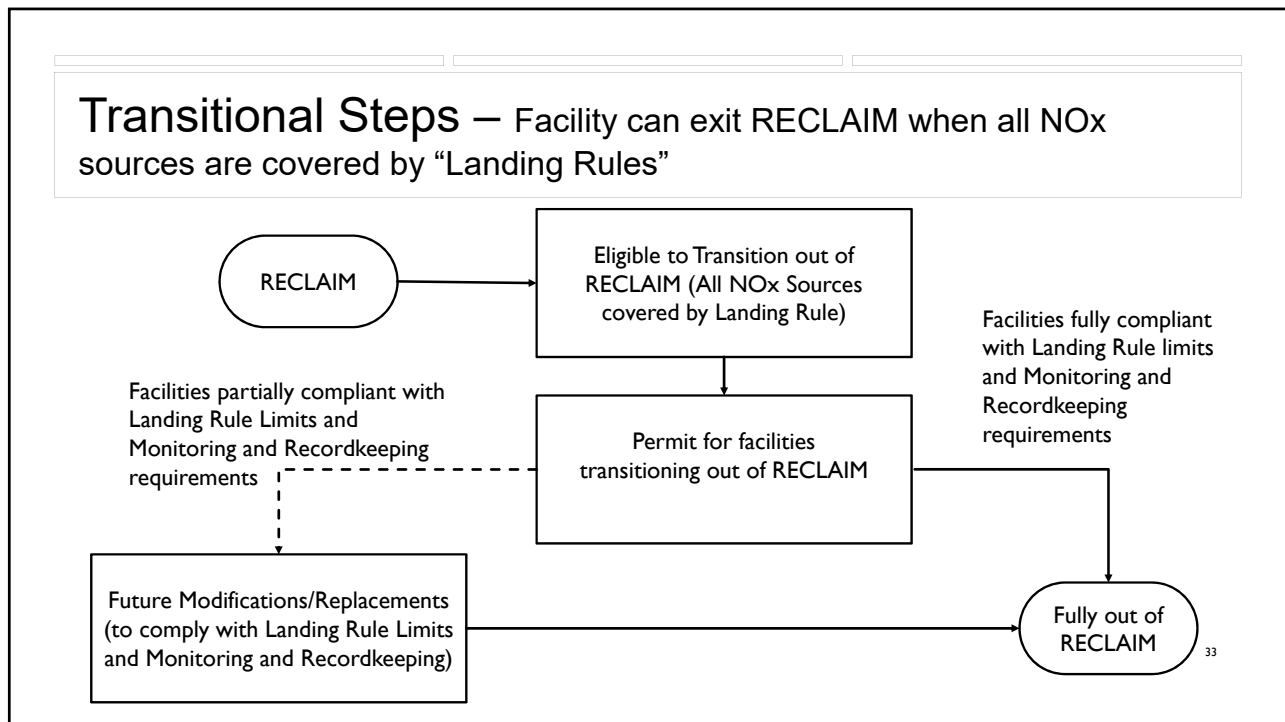 Transitional Steps – Facility can exit RECLAIM when all NOx
sources are covered by “Landing Rules”
RECLAIM
Eligible to Transition out of
RECLAIM (All NOx Sources
covered by Landing Rule)
Facilities fully compliant
with Landing Rule limits
and Monitoring and
Recordkeeping
requirements
Facilities partially compliant with
Landing Rule Limits and
Monitoring and Recordkeeping
requirements
Permit for facilities
transitioning out of RECLAIM
Future Modifications/Replacements
(to comply with Landing Rule Limits
and Monitoring and Recordkeeping)
Fully out of
RECLAIM
33